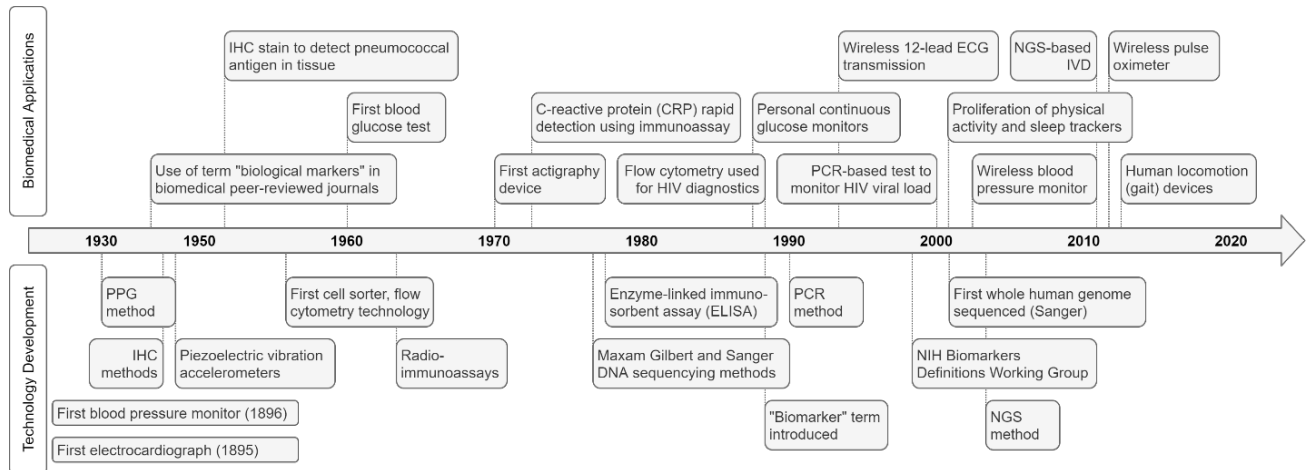 Biomedical Applications
IHC stain to detect pneumococcal
antigen in tissue
Wireless 12-lead ECG
transmission
NGS-based
IVD
Wireless pulse
oximeter
First blood
glucose test
C-reactive protein (CRP) rapid
detection using immunoassay
Personal continuous
glucose monitors
Proliferation of physical
activity and sleep trackers
Use of term "biological markers" in
biomedical peer-reviewed journals
First actigraphy
device
Flow cytometry used
for HIV diagnostics
PCR-based test to
monitor HIV viral load
Wireless blood
pressure monitor
Human locomotion
(gait) devices
1930 1950 1960 1970 1980 1990 2000 2010 2020
Technology Development
PPG
method
First cell sorter, flow
cytometry technology
Enzyme-linked immuno-
sorbent assay (ELISA)
PCR
method
First whole human genome
sequenced (Sanger)
IHC
methods
Piezoelectric vibration
accelerometers
Radio-
immunoassays
Maxam Gilbert and Sanger
DNA sequencying methods
NIH Biomarkers
Definitions Working Group
First blood pressure monitor (1896)
"Biomarker" term
introduced
NGS
method
First electrocardiograph (1895)